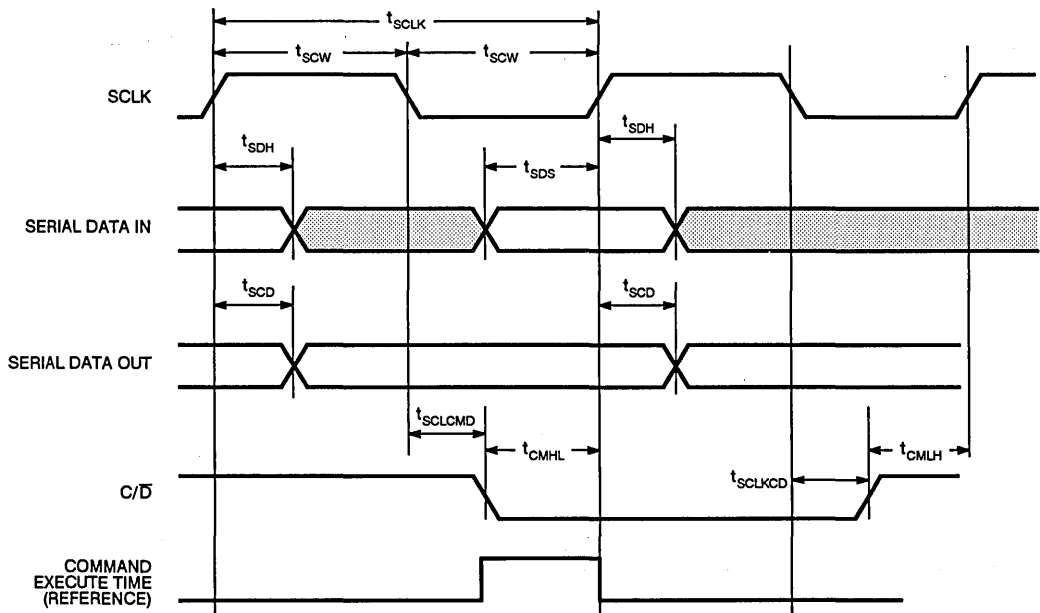 tSCLK
tSCW tSCW
SCLK
tSDH tSDS tSDH
SERIAL DATA IN
tSCD tSCD
SERIAL DATA OUT
tSCLCMD
tCMHL tSCLKCD tCMLH
C/D̅
COMMAND
EXECUTE TIME
(REFERENCE)